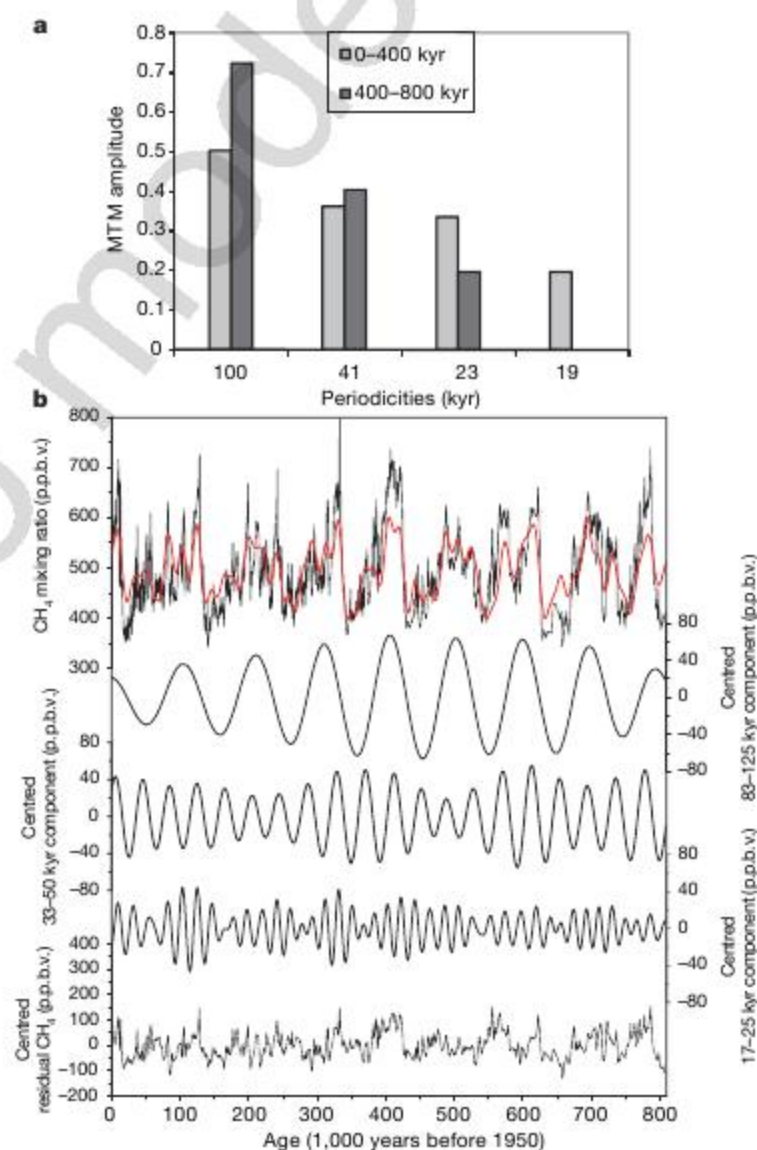 a
MTM amplitude
0.8
0.7
0.6
0.5
0.4
0.3
0.2
0.1
0
0–400 kyr
400–800 kyr
100 41 23 19
Periodicities (kyr)
b
CH4 mixing ratio (p.p.b.v.)
800
700
600
500
400
300
80
40
0
−40
−80
Centred
83–125 kyr component (p.p.b.v.)
80
40
0
−40
−80
Centred
33–50 kyr component (p.p.b.v.)
80
40
0
−40
−80
Centred
17–25 kyr component (p.p.b.v.)
400
300
200
100
0
−100
−200
Centred
residual CH4 (p.p.b.v.)
0 100 200 300 400 500 600 700 800
Age (1,000 years before 1950)